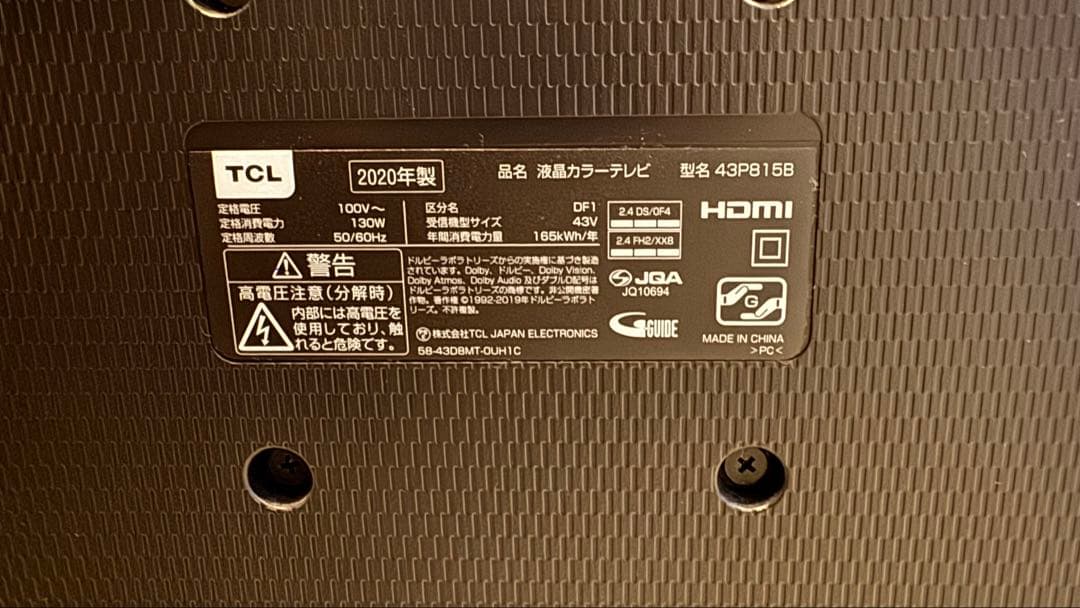 TCL
2020年製
品名 液晶カラーテレビ
型名 43P815B
定格電圧 100V～
定格消費電力 130W
定格周波数 50/60Hz
区分名 DF1
受信機型サイズ 43V
年間消費電力量 165kWh/年
2.4 DS/0F4
2.4 FH2/XX8
HDMI
警告
高電圧注意(分解時)
内部には高電圧を
使用しており、触
れると危険です。
ドルビーラボラトリーズからの実施権に基づき製造
されています。Dolby、ドルビー、Dolby Vision、
Dolby Atmos、Dolby Audio 及びダブルD記号は
ドルビーラボラトリーズの商標です。非公開機密著
作物。著作権 ©1992-2019年ドルビーラボラト
リーズ。不許複製。
株式会社TCL JAPAN ELECTRONICS
58-43D8MT-0UH1C
JQA
JQ10694
G GUIDE
G
MADE IN CHINA
>PC<